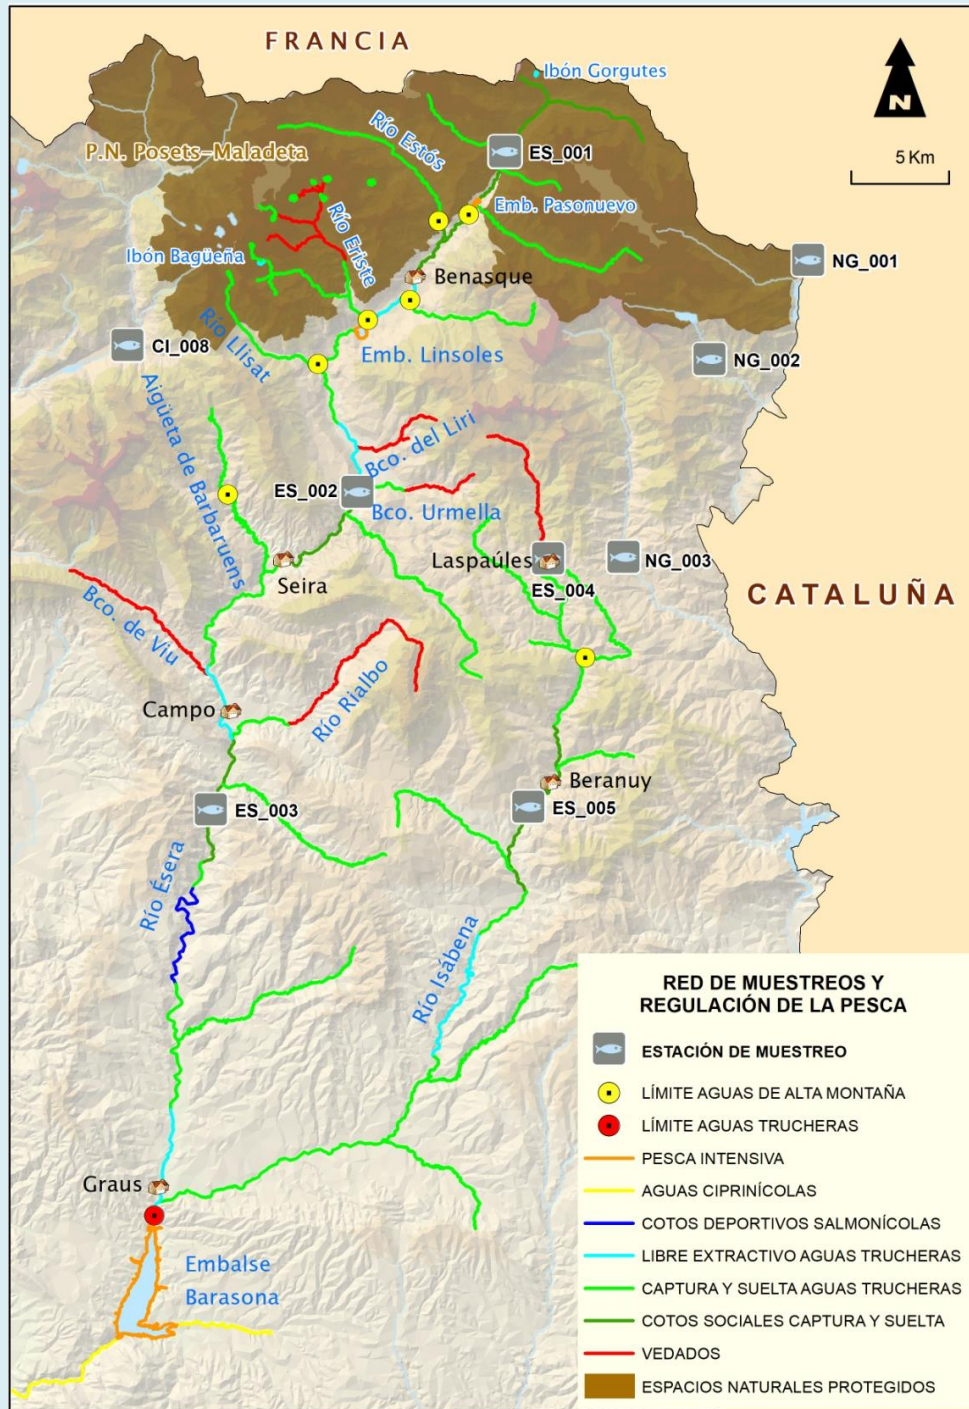 FRANCIA
Ibón Gorgutes
N
5 Km
Río Estós
ES_001
P.N. Posets-Maladeta
Emb. Pasonuevo
Río Eriste
Ibón Bagüeña
NG_001
Benasque
Río Llisat
CI_008
Emb. Linsoles
NG_002
Aigüeta de Barbaruens
Bco. del Liri
ES_002
Bco. Urmella
Laspaúles
NG_003
Seira
ES_004
CATALUÑA
Bco. de Viu
Río Rialbo
Campo
Beranuy
ES_003
ES_005
Río Ésera
Río Isábena
Graus
Embalse
Barasona
RED DE MUESTREOS Y
REGULACIÓN DE LA PESCA
ESTACIÓN DE MUESTREO
LÍMITE AGUAS DE ALTA MONTAÑA
LÍMITE AGUAS TRUCHERAS
PESCA INTENSIVA
AGUAS CIPRINÍCOLAS
COTOS DEPORTIVOS SALMONÍCOLAS
LIBRE EXTRACTIVO AGUAS TRUCHERAS
CAPTURA Y SUELTA AGUAS TRUCHERAS
COTOS SOCIALES CAPTURA Y SUELTA
VEDADOS
ESPACIOS NATURALES PROTEGIDOS